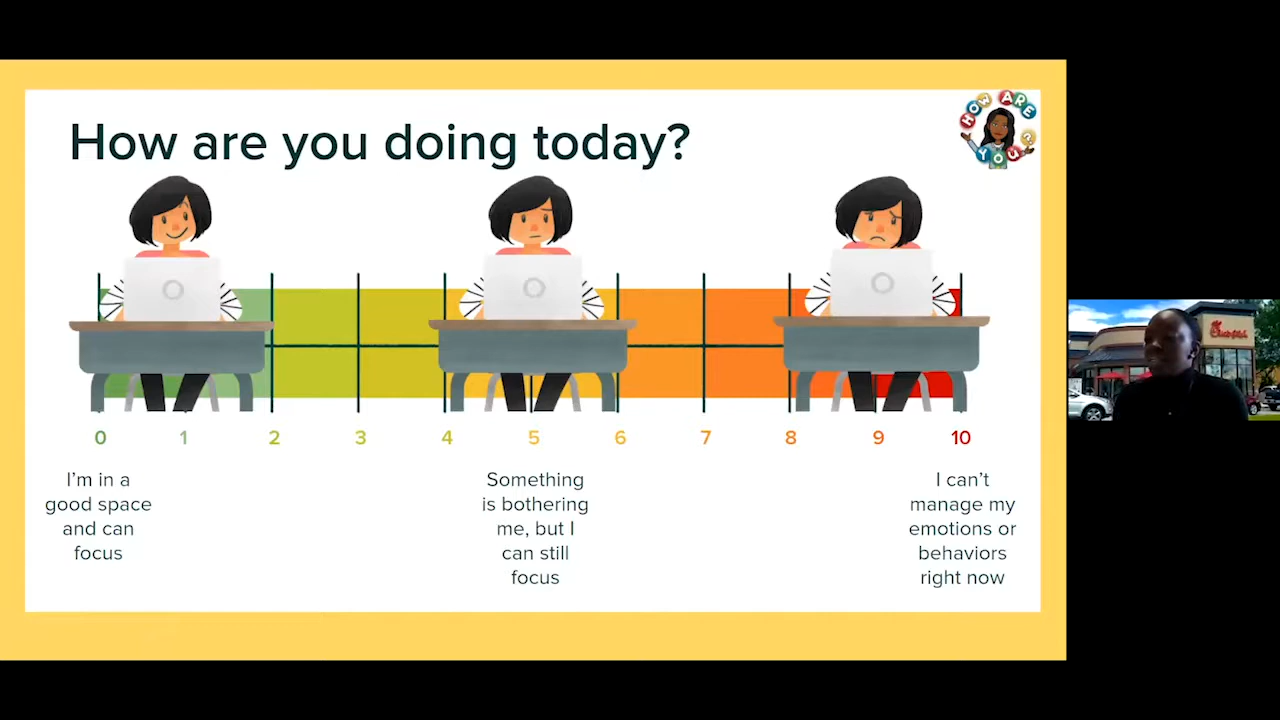 How are you doing today?
HOW ARE
YOU?
0 1 2 3 4 5 6 7 8 9 10
I'm in a
good space
and can
focus
Something
is bothering
me, but I
can still
focus
I can't
manage my
emotions or
behaviors
right now
Chick-fil-A